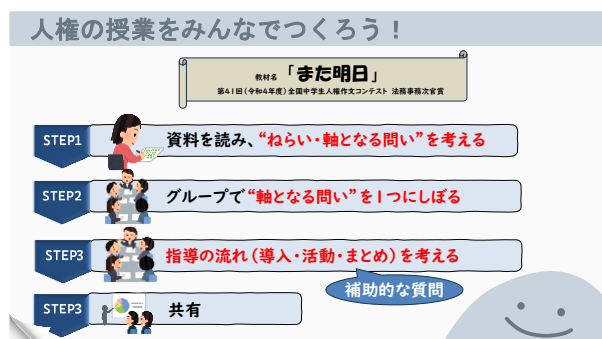 人権の授業をみんなでつくろう！
教材名 「また明日」
第41回（令和4年度）全国中学生人権作文コンテスト 法務事務次官賞
STEP1 資料を読み、“ねらい・軸となる問い”を考える
STEP2 グループで“軸となる問い”を1つにしぼる
STEP3 指導の流れ（導入・活動・まとめ）を考える
補助的な質問
STEP3 共有